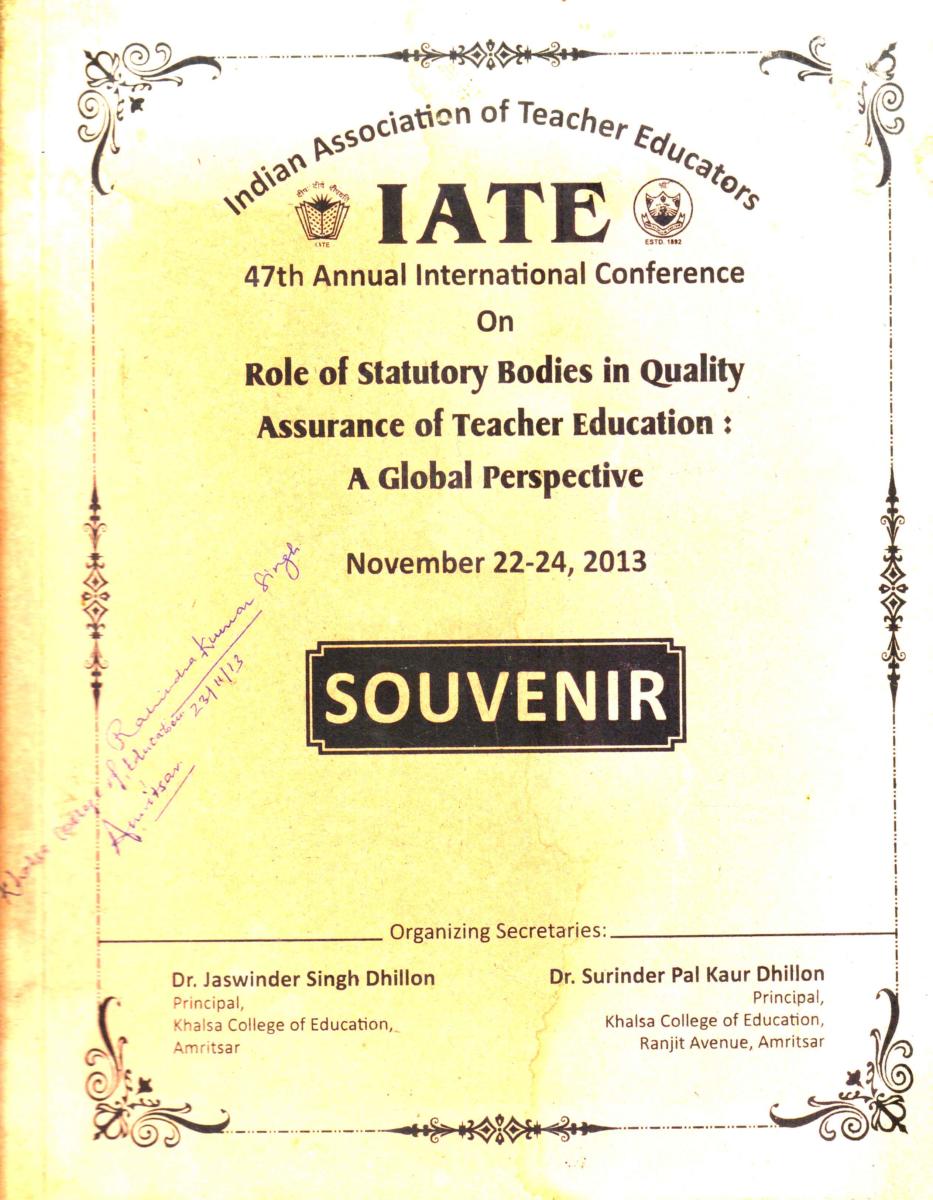 Indian Association of Teacher Educators
IATE
IATE
ESTD. 1892
47th Annual International Conference
On
Role of Statutory Bodies in Quality
Assurance of Teacher Education :
A Global Perspective
November 22-24, 2013
Ravindra Kumar Singh
23/11/13
Khalsa College of Education
Amritsar
SOUVENIR
Organizing Secretaries:
Dr. Jaswinder Singh Dhillon
Principal,
Khalsa College of Education,
Amritsar
Dr. Surinder Pal Kaur Dhillon
Principal,
Khalsa College of Education,
Ranjit Avenue, Amritsar